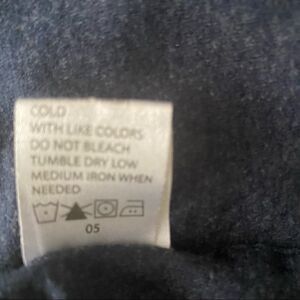 COLD
WITH LIKE COLORS
DO NOT BLEACH
TUMBLE DRY LOW
MEDIUM IRON WHEN
NEEDED
05